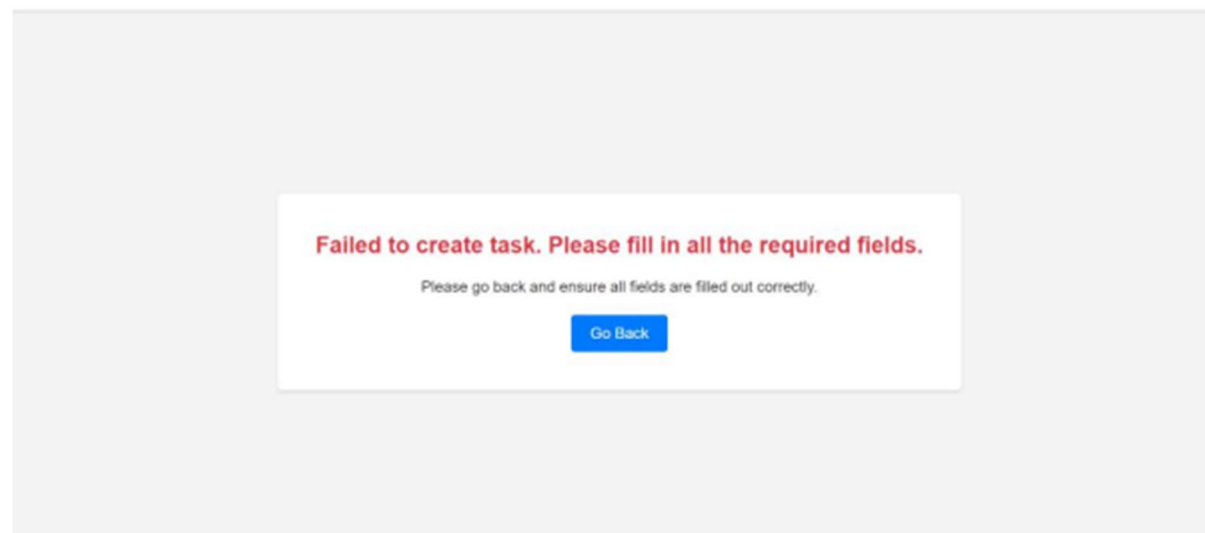 Failed to create task. Please fill in all the required fields.
Please go back and ensure all fields are filled out correctly.
Go Back